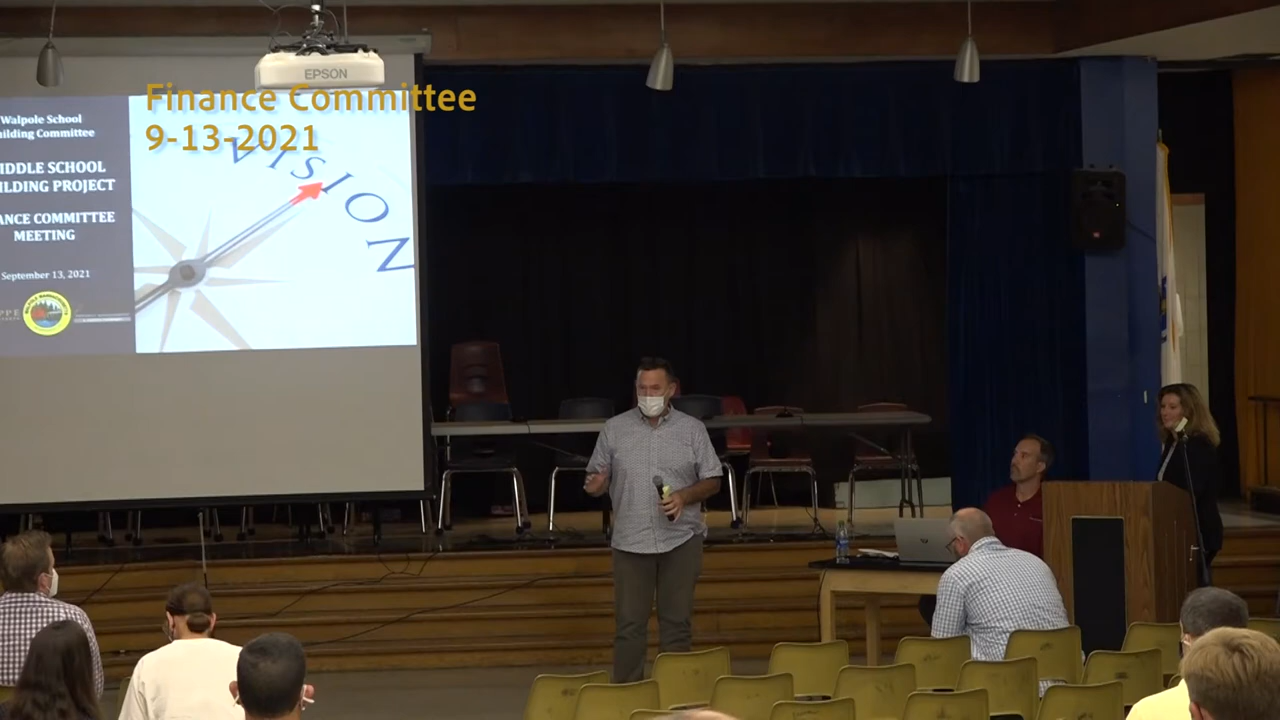 EPSON
Finance Committee
9-13-2021
Walpole School
uilding Committee
IDDLE SCHOOL
ILDING PROJECT
ANCE COMMITTEE
MEETING
September 13, 2021
VISION